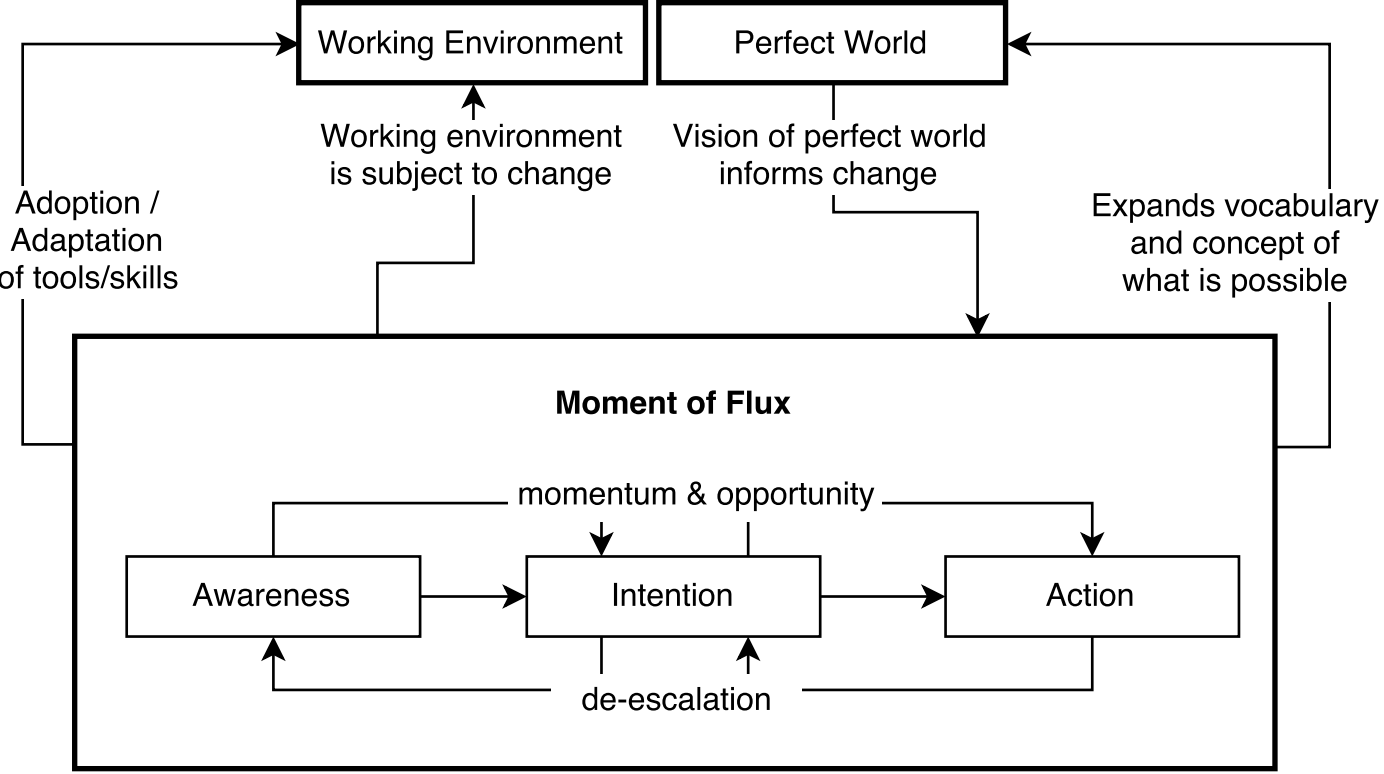 Working Environment
Perfect World
Working environment
is subject to change
Vision of perfect world
informs change
Adoption /
Adaptation
of tools/skills
Expands vocabulary
and concept of
what is possible
Moment of Flux
momentum & opportunity
Awareness
Intention
Action
de-escalation